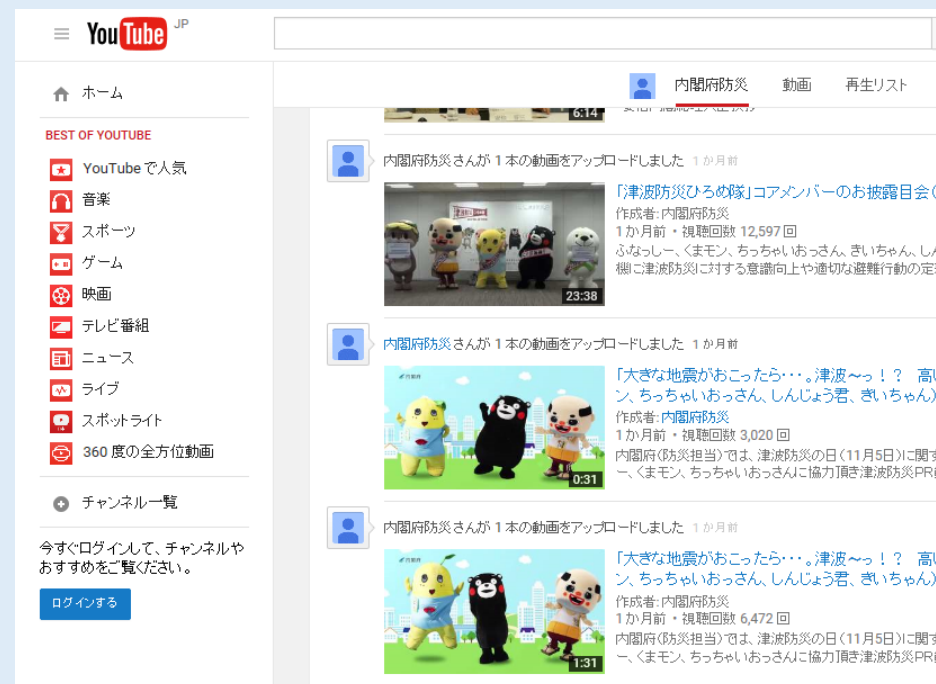 YouTube JP
内閣府防災 動画 再生リスト
ホーム
BEST OF YOUTUBE
YouTube で人気
音楽
スポーツ
ゲーム
映画
テレビ番組
ニュース
ライブ
スポットライト
360 度の全方位動画
チャンネル一覧
今すぐログインして、チャンネルや
おすすめをご覧ください。
ログインする
6:14
内閣府防災さんが 1 本の動画をアップロードしました 1 か月前
「津波防災ひろめ隊」コアメンバーのお披露目会(
作成者: 内閣府防災
1 か月前・視聴回数 12,597 回
ふなっしー、くまモン、ちっちゃいおっさん、きいちゃん、しん
機に津波防災に対する意識向上や適切な避難行動の定
23:38
内閣府防災さんが 1 本の動画をアップロードしました 1 か月前
「大きな地震がおこったら・・・。津波~っ!? 高い
ン、ちっちゃいおっさん、しんじょう君、きいちゃん)
作成者: 内閣府防災
1 か月前・視聴回数 3,020 回
内閣府(防災担当)では、津波防災の日(11月5日)に関す
ー、くまモン、ちっちゃいおっさんに協力頂き津波防災PR
内閣府
0:31
内閣府防災さんが 1 本の動画をアップロードしました 1 か月前
「大きな地震がおこったら・・・。津波~っ!? 高い
ン、ちっちゃいおっさん、しんじょう君、きいちゃん)
作成者: 内閣府防災
1 か月前・視聴回数 6,472 回
内閣府(防災担当)では、津波防災の日(11月5日)に関す
ー、くまモン、ちっちゃいおっさんに協力頂き津波防災PR
内閣府
1:31